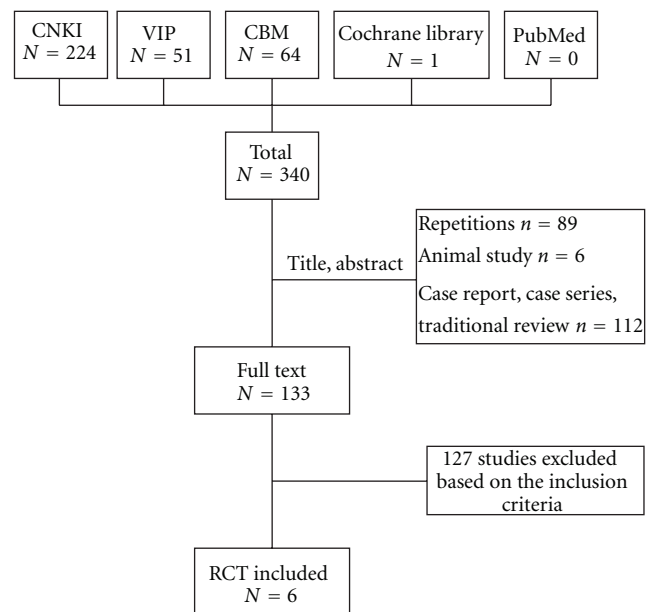 CNKI
N = 224
VIP
N = 51
CBM
N = 64
Cochrane library
N = 1
PubMed
N = 0
Total
N = 340
Title, abstract
Repetitions n = 89
Animal study n = 6
Case report, case series,
traditional review n = 112
Full text
N = 133
127 studies excluded
based on the inclusion
criteria
RCT included
N = 6